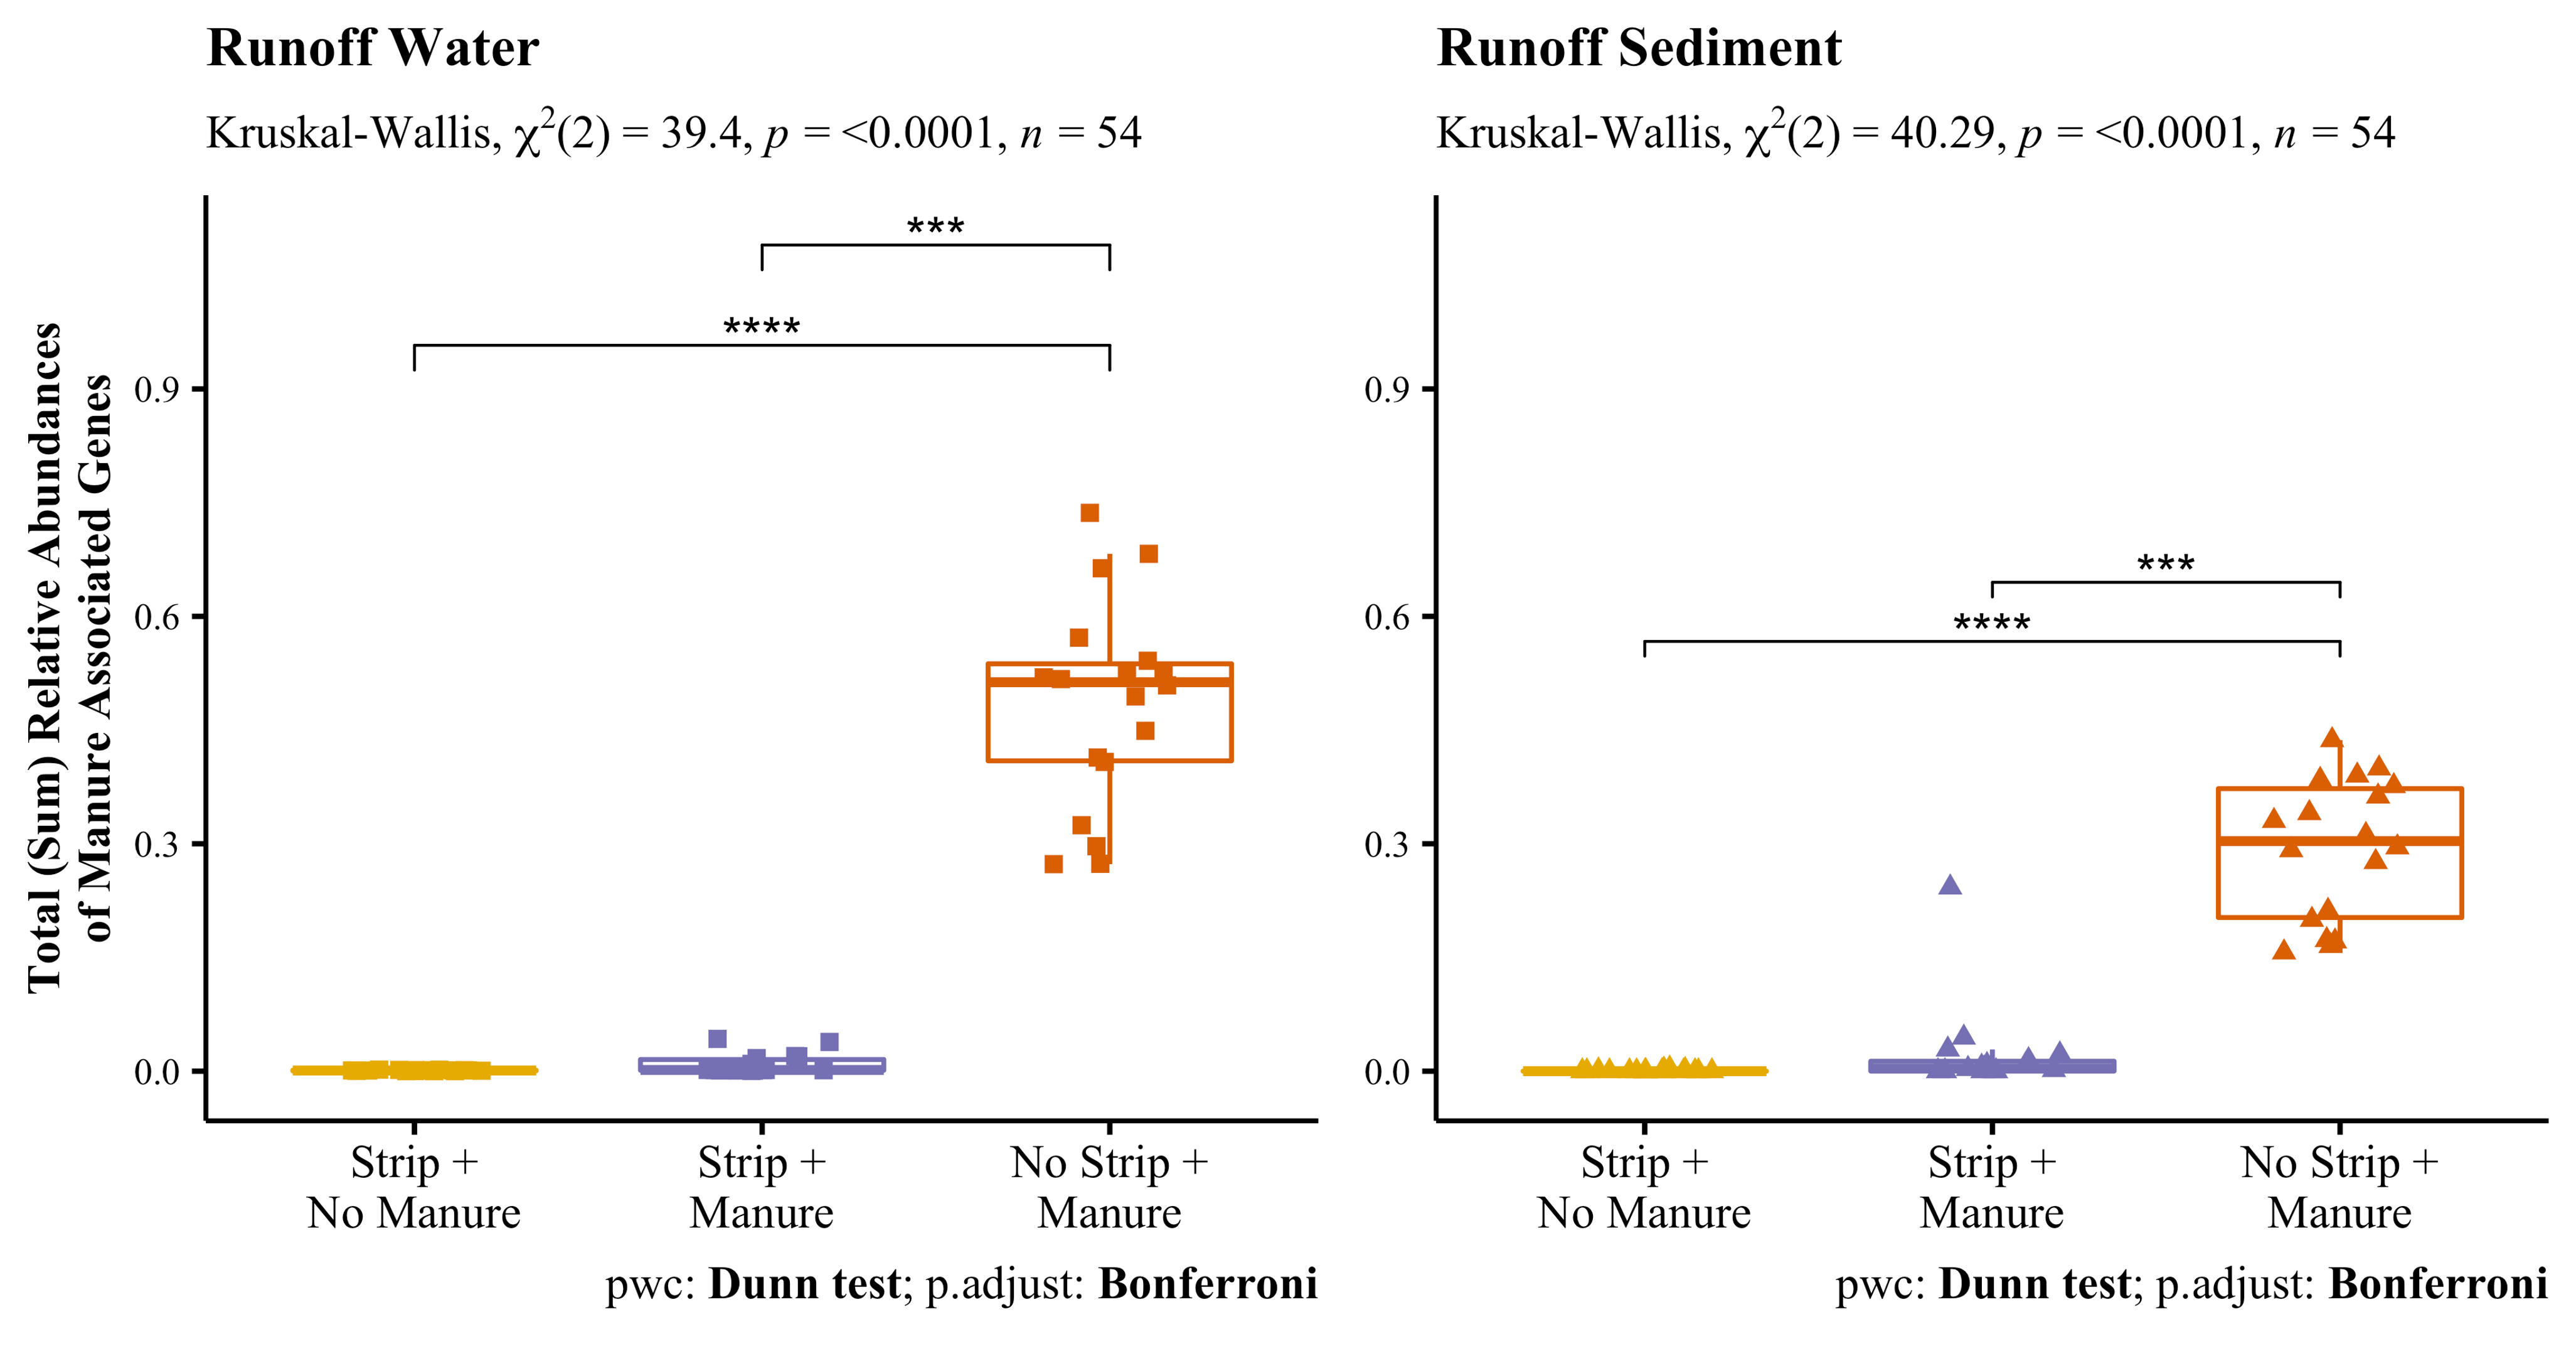 Runoff Water
Kruskal-Wallis, χ²(2) = 39.4, p = <0.0001, n = 54
Total (Sum) Relative Abundances
of Manure Associated Genes
0.9
0.6
0.3
0.0
***
****
Strip +
No Manure
Strip +
Manure
No Strip +
Manure
pwc: Dunn test; p.adjust: Bonferroni
Runoff Sediment
Kruskal-Wallis, χ²(2) = 40.29, p = <0.0001, n = 54
0.9
0.6
0.3
0.0
***
****
Strip +
No Manure
Strip +
Manure
No Strip +
Manure
pwc: Dunn test; p.adjust: Bonferroni